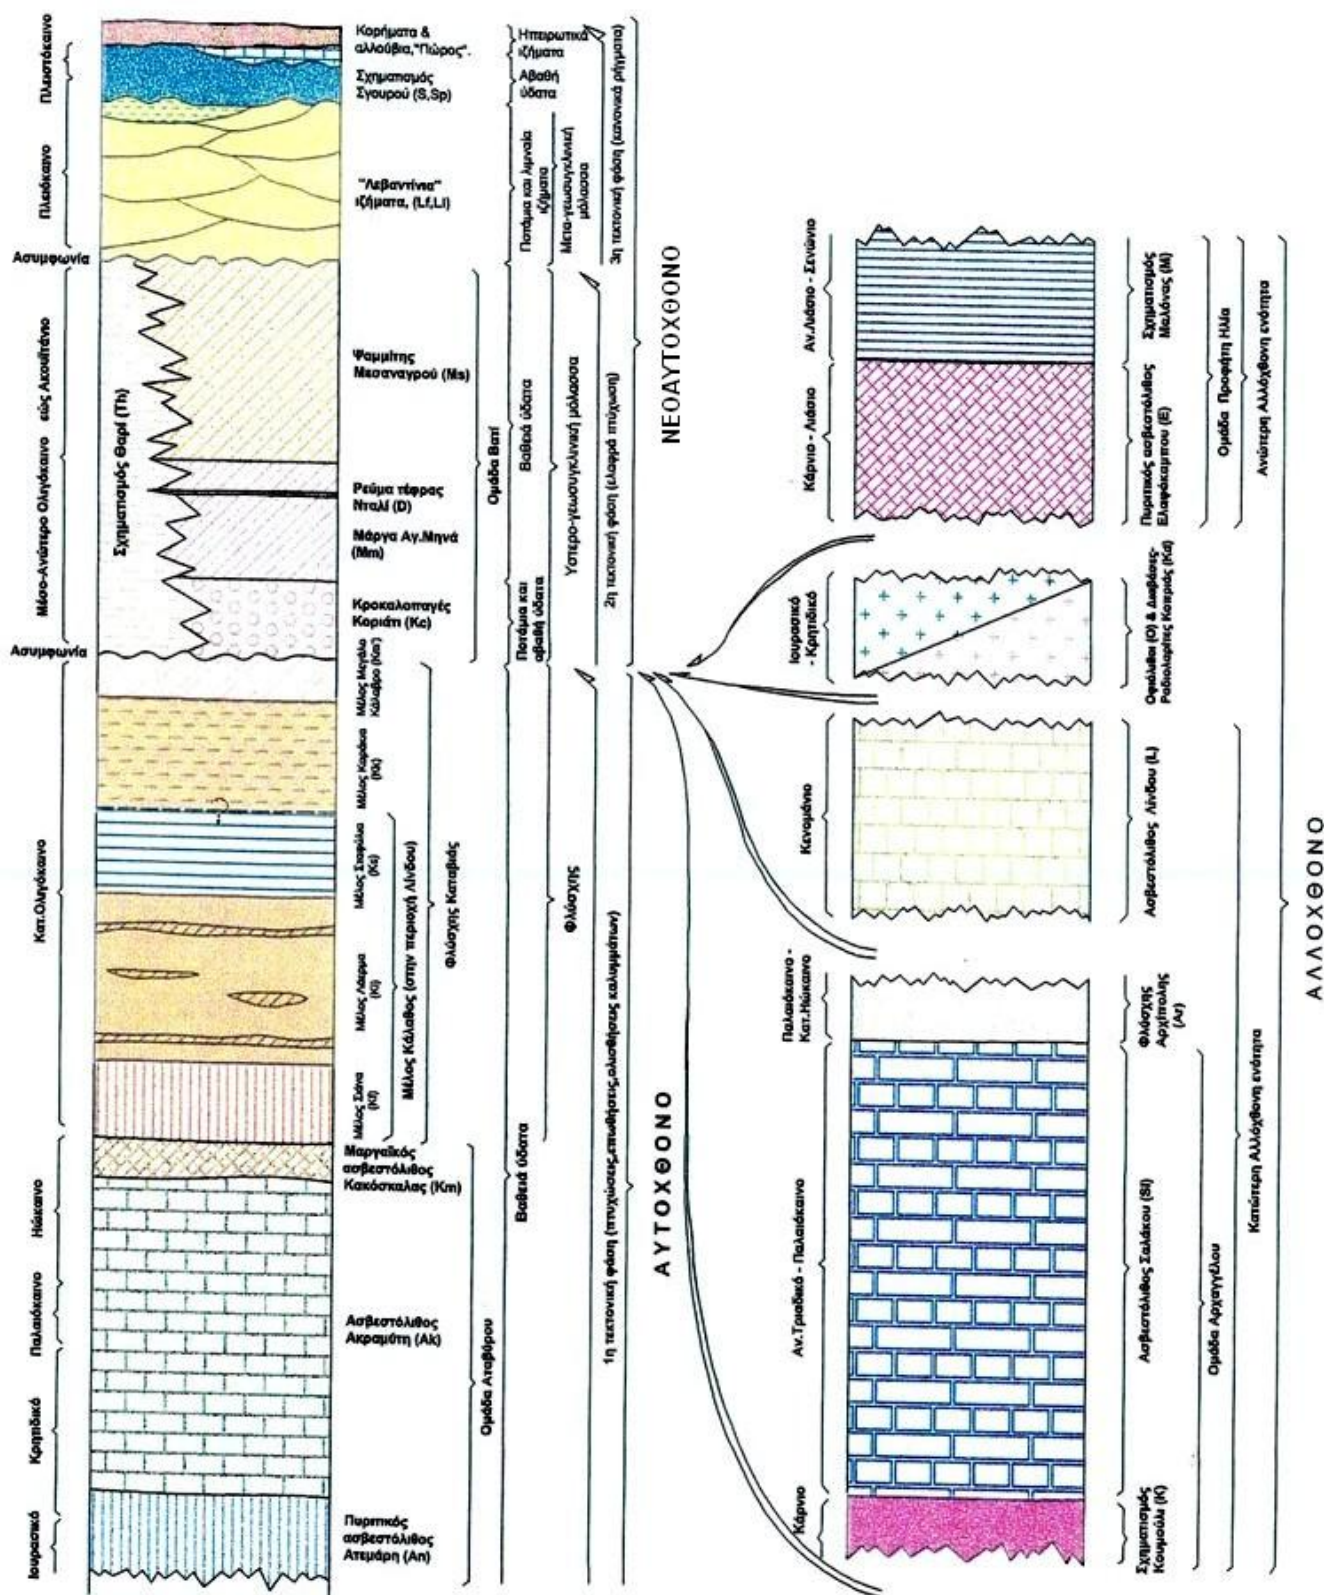 Πλειστόκαινο
Πλειόκαινο
Ασυμφωνία
Μέσο-Ανώτερο Ολιγόκαινο εώς Ακουϊτάνιο
Ασυμφωνία
Κατ.Ολιγόκαινο
Ηώκαινο
Παλαιόκαινο
Κρητιδικό
Ιουρασικό
Σχηματισμός Θαρί (Th)
Κορήματα &
αλλούβια,"Πώρος".
Σχηματισμός
Σγουρού (S,Sp)
"Λεβαντίνια"
ιζήματα, (Lf,Ll)
Ψαμμίτης
Μεσαναγρού (Ms)
Ρεύμα τέφρας
Νταλί (D)
Μάργα Αγ.Μηνά
(Mm)
Κροκαλοπαγές
Κοριάτι (Kc)
Μέλος Μεγάλο
Κάλαβρο (Km')
Μέλος Καράκια
(Kk)
Μέλος Σταφύλια
(Ks)
Μέλος Λάερμα
(Kl)
Μέλος Σιάνα
(Kf)
Μαργαϊκός
ασβεστόλιθος
Κακόσκαλας (Km)
Ασβεστόλιθος
Ακραμύτη (Ak)
Πυριτικός
ασβεστόλιθος
Ατεμάρη (An)
Μέλος Κάλαθος (στην περιοχή Λίνδου)
Φλύσχης Καταβιάς
Ομάδα Βατί
Ομάδα Αταβύρου
Ηπειρωτικά
ιζήματα
Αβαθή
ύδατα
Ποτάμια και λιμναία
ιζήματα
Βαθειά ύδατα
Ποτάμια και
αβαθή ύδατα
Βαθειά ύδατα
Μετα-γεωσυγκλινική
μόλασσα
Υστερο-γεωσυγκλινική μόλασσα
Φλύσχης
3η τεκτονική φάση (κανονικά ρήγματα)
2η τεκτονική φάση (ελαφρά πτύχωση)
1η τεκτονική φάση (πτυχώσεις,επωθήσεις,ολισθήσεις καλυμμάτων)
ΝΕΟΑΥΤΟΧΘΟΝΟ
ΑΥΤΟΧΘΟΝΟ
Αν.Λιάσιο - Σενώνιο
Κάρνιο - Λιάσιο
Ιουρασικό
- Κρητιδικό
Κενομάνιο
Παλαιόκαινο -
Κατ.Ηώκαινο
Αν.Τριαδικό - Παλαιόκαινο
Κάρνιο
Σχηματισμός
Μαλόνας (M)
Πυριτικός ασβεστόλιθος
Ελαφόκαμπου (E)
Οφιόλιθοι (O) & Διαβάσες-
Ραδιολαρίτες Κοπριάς (Kd)
Ασβεστόλιθος Λίνδου (L)
Φλύσχης
Αρχίπολης
(Ar)
Ασβεστόλιθος Σαλάκου (Sl)
Σχηματισμός
Κουμούλι (K)
Ομάδα Προφήτη Ηλία
Ομάδα Αρχαγγέλου
Ανώτερη Αλλόχθονη ενότητα
Κατώτερη Αλλόχθονη ενότητα
ΑΛΛΟΧΘΟΝΟ